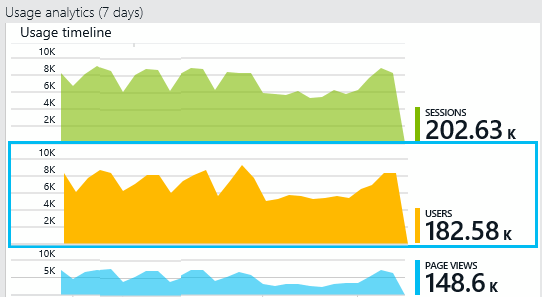 Usage analytics (7 days)
Usage timeline
10K
8K
6K
4K
2K
SESSIONS
202.63 K
10K
8K
6K
4K
2K
USERS
182.58 K
10K
5K
PAGE VIEWS
148.6 K